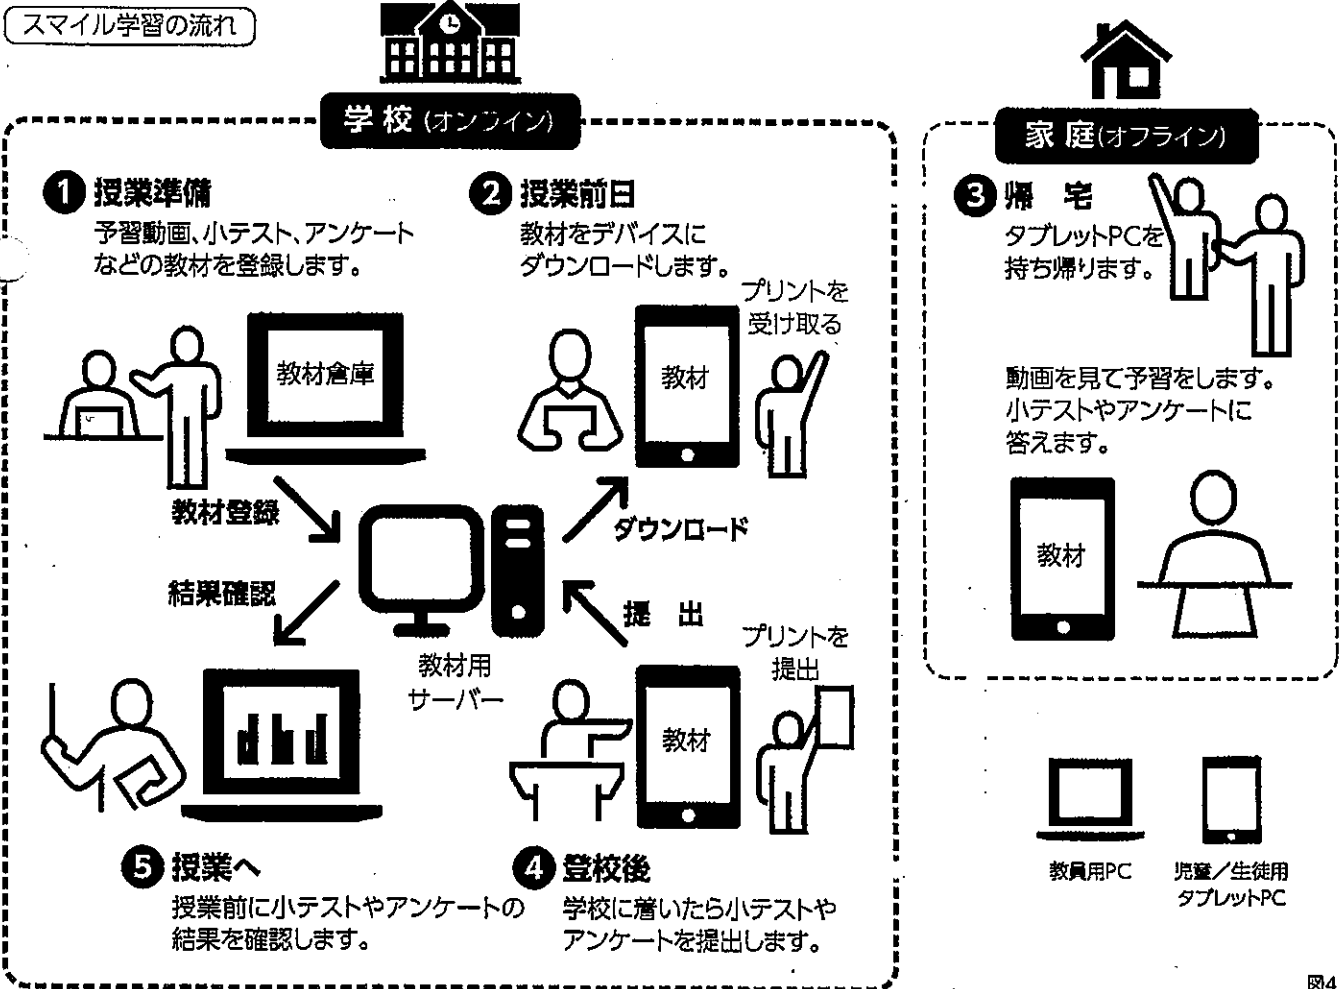 スマイル学習の流れ
学校(オンライン)
❶ 授業準備
予習動画、小テスト、アンケート
などの教材を登録します。
教材倉庫
教材登録
❷ 授業前日
教材をデバイスに
ダウンロードします。
プリントを
受け取る
教材
ダウンロード
家庭(オフライン)
❸ 帰 宅
タブレットPCを
持ち帰ります。
動画を見て予習をします。
小テストやアンケートに
答えます。
教材
教材用
サーバー
提 出
プリントを
提出
教材
❹ 登校後
学校に着いたら小テストや
アンケートを提出します。
結果確認
❺ 授業へ
授業前に小テストやアンケートの
結果を確認します。
教員用PC
児童／生徒用
タブレットPC
図4